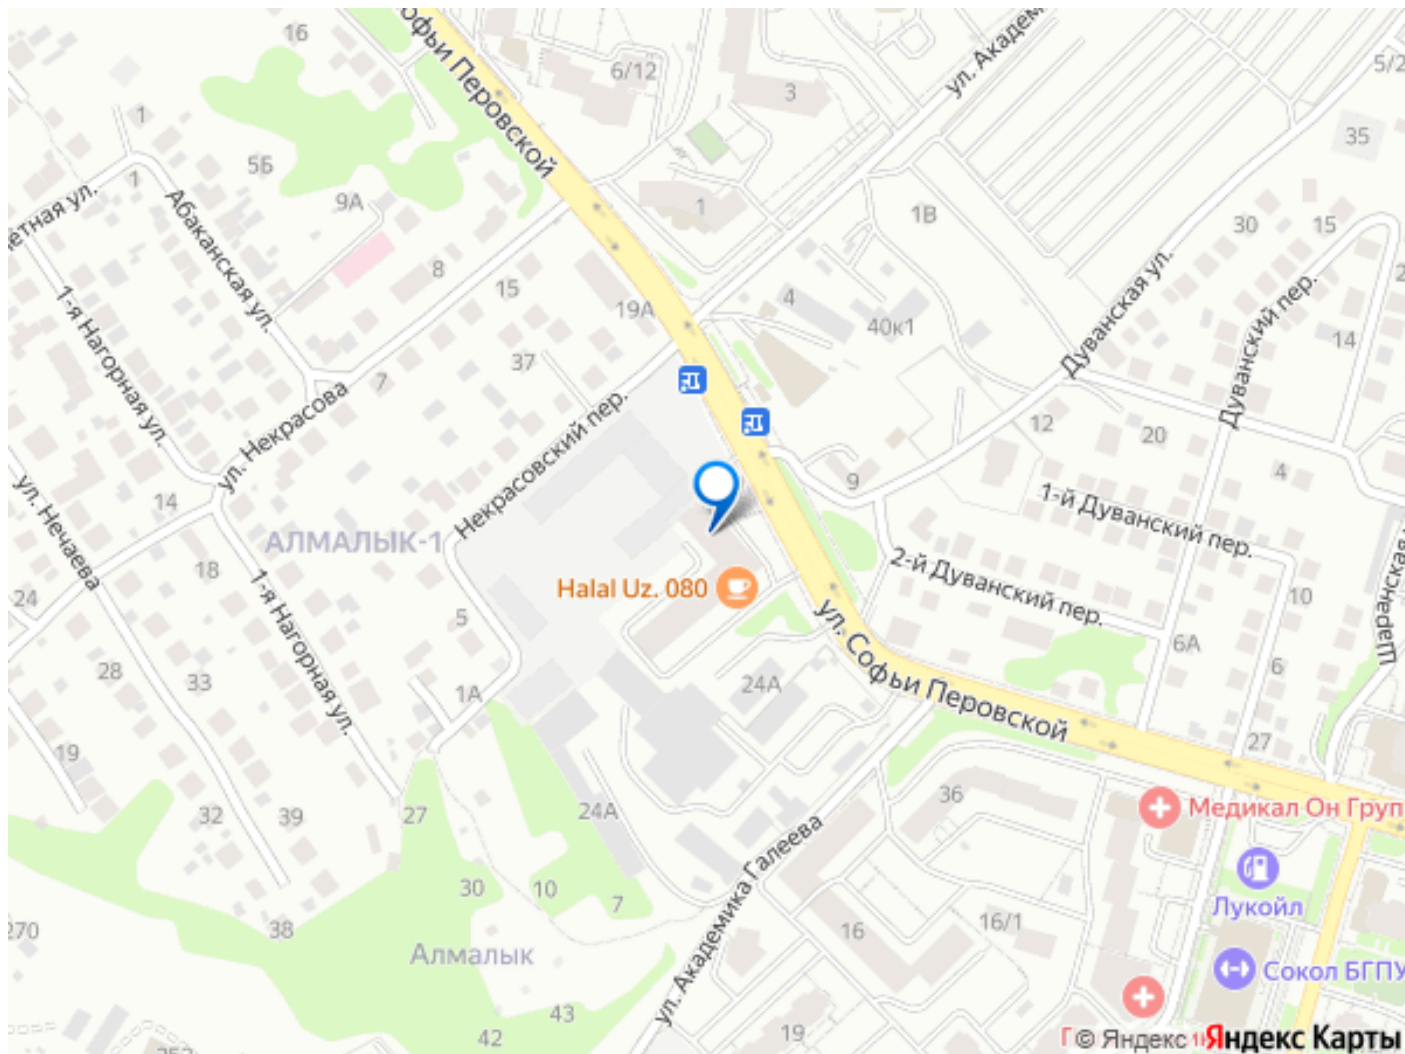 16
офьи Перовской
6/12
3
ул. Академ
5/2
35
1
1
5Б
9А
етная ул.
Абаканская ул.
1
1В
30
15
8
15
19А
4
40к1
Дуванская ул.
Дуванский пер.
2
14
1-я Нагорная ул.
37
7
ул. Некрасова
Некрасовский пер.
12
20
4
9
ул. Нечаева
14
АЛМАЛЫК-1
1-й Дуванский пер.
2-й Дуванский пер.
18
24
Halal Uz. 080
10
5
1-я Нагорная ул.
ул. Софьи Перовской
6А
6
28
33
1А
24А
19
27
32
39
27
24А
36
Медикал Он Груп
ул. Академика Галеева
30
10
7
Лукойл
270
38
Алмалык
16
16/1
Сокол БГПУ
42
43
19
© Яндекс
Яндекс Карты